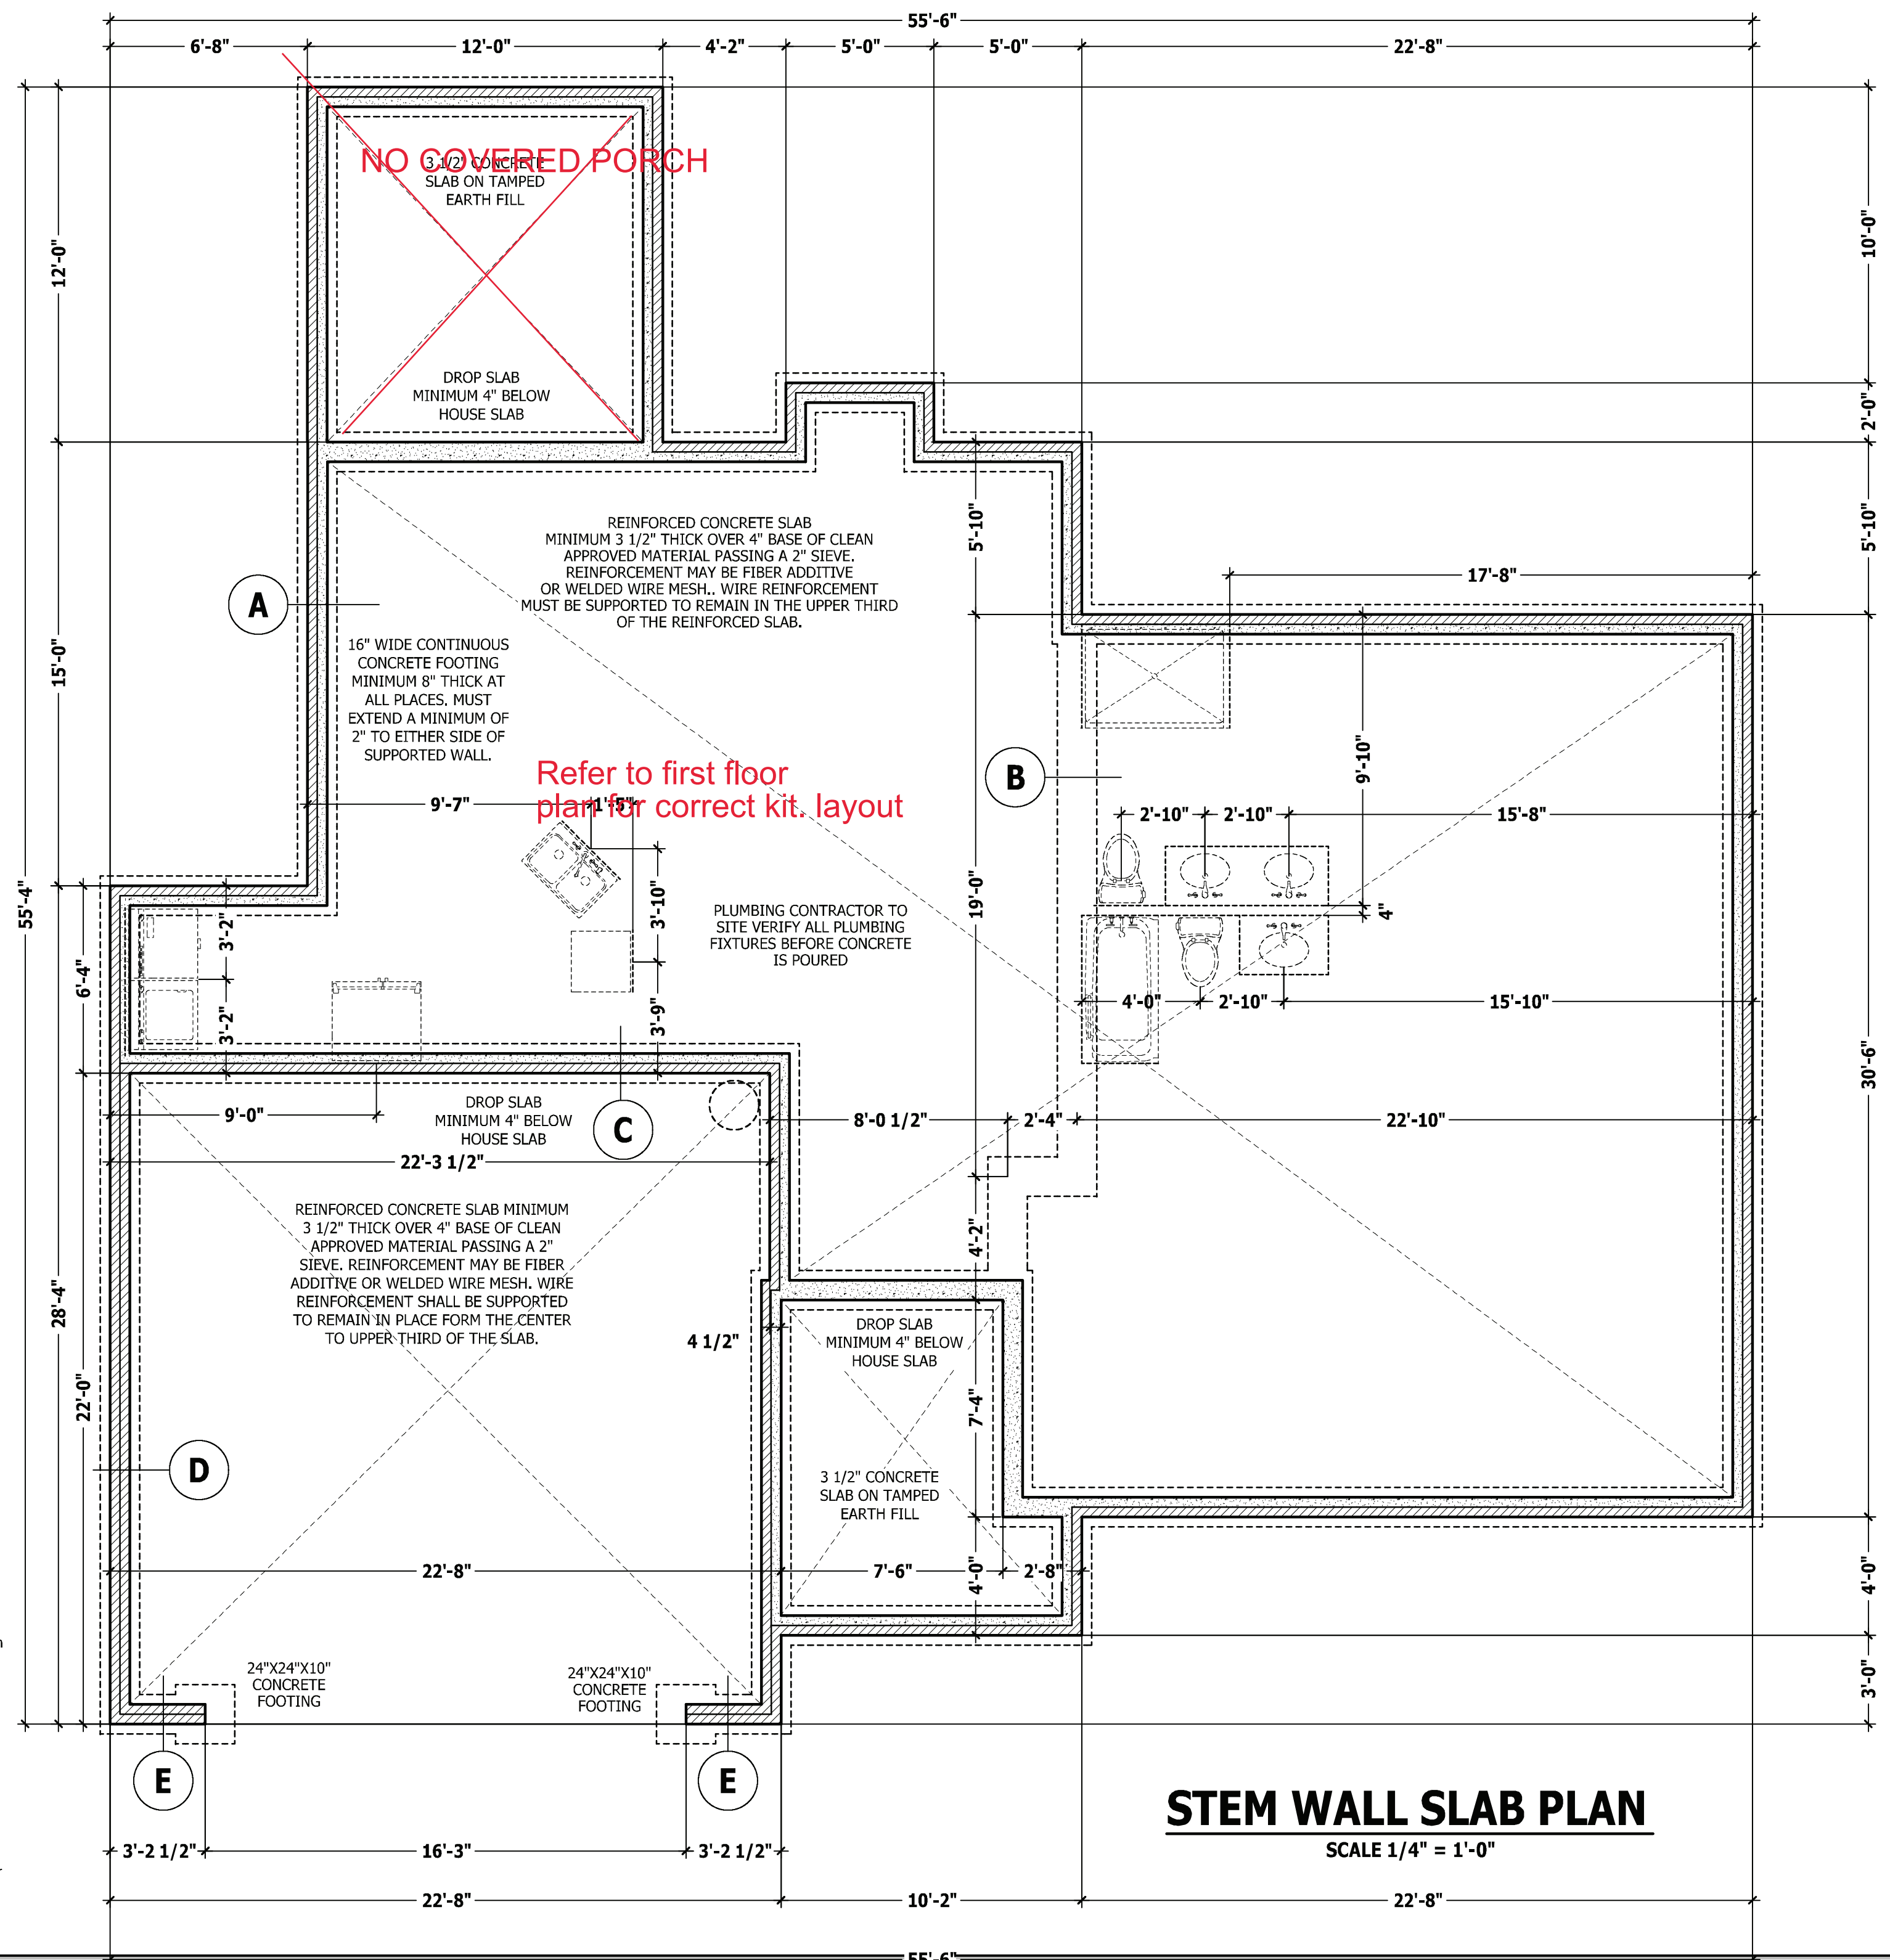 55'-6"
6'-8" 12'-0" 4'-2" 5'-0" 5'-0" 22'-8"
NO COVERED PORCH
3 1/2" CONCRETE
SLAB ON TAMPED
EARTH FILL
12'-0"
10'-0"
DROP SLAB
MINIMUM 4" BELOW
HOUSE SLAB
2'-0"
REINFORCED CONCRETE SLAB
MINIMUM 3 1/2" THICK OVER 4" BASE OF CLEAN
APPROVED MATERIAL PASSING A 2" SIEVE.
REINFORCEMENT MAY BE FIBER ADDITIVE
OR WELDED WIRE MESH.. WIRE REINFORCEMENT
MUST BE SUPPORTED TO REMAIN IN THE UPPER THIRD
OF THE REINFORCED SLAB.
5'-10"
5'-10"
17'-8"
A
15'-0"
16" WIDE CONTINUOUS
CONCRETE FOOTING
MINIMUM 8" THICK AT
ALL PLACES. MUST
EXTEND A MINIMUM OF
2" TO EITHER SIDE OF
SUPPORTED WALL.
Refer to first floor
plan for correct kit. layout
B
9'-10"
9'-7" 1'-5"
2'-10" 2'-10" 15'-8"
55'-4"
3'-2"
3'-10"
19'-0"
4"
PLUMBING CONTRACTOR TO
SITE VERIFY ALL PLUMBING
FIXTURES BEFORE CONCRETE
IS POURED
6'-4"
3'-2"
3'-9"
4'-0" 2'-10" 15'-10"
30'-6"
9'-0"
DROP SLAB
MINIMUM 4" BELOW
HOUSE SLAB
C
8'-0 1/2" 2'-4" 22'-10"
22'-3 1/2"
REINFORCED CONCRETE SLAB MINIMUM
3 1/2" THICK OVER 4" BASE OF CLEAN
APPROVED MATERIAL PASSING A 2"
SIEVE. REINFORCEMENT MAY BE FIBER
ADDITIVE OR WELDED WIRE MESH. WIRE
REINFORCEMENT SHALL BE SUPPORTED
TO REMAIN IN PLACE FORM THE CENTER
TO UPPER THIRD OF THE SLAB.
4'-2"
28'-4"
22'-0"
4 1/2"
DROP SLAB
MINIMUM 4" BELOW
HOUSE SLAB
7'-4"
D
3 1/2" CONCRETE
SLAB ON TAMPED
EARTH FILL
22'-8" 7'-6" 4'-0" 2'-8"
4'-0"
3'-0"
24"X24"X10"
CONCRETE
FOOTING
24"X24"X10"
CONCRETE
FOOTING
E E
STEM WALL SLAB PLAN
SCALE 1/4" = 1'-0"
3'-2 1/2" 16'-3" 3'-2 1/2"
22'-8" 10'-2" 22'-8"
55'-6"